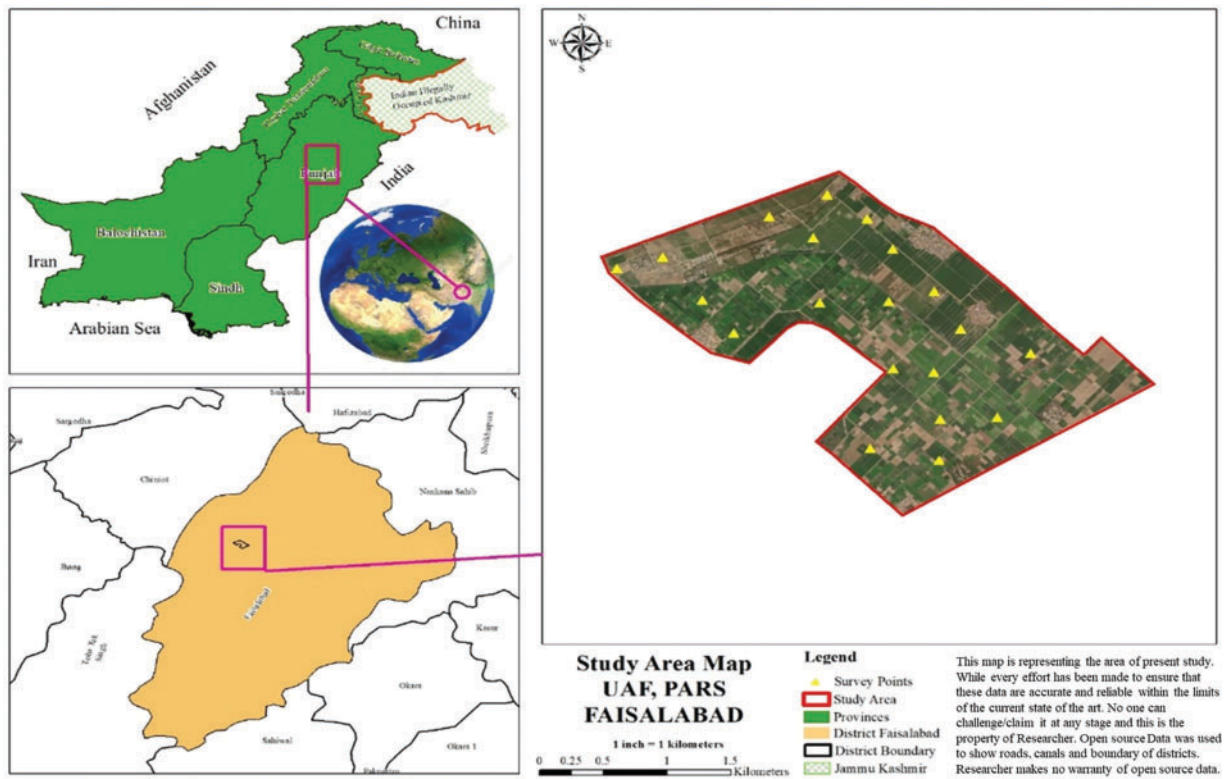 China
Afghanistan
Indian Illegally
Occupied Kashmir
Punjab
India
Balochistan
Iran
Sindh
Arabian Sea
N
W E
S
Sargodha
Hafizabad
Sheikhupura
Chiniot
Nankana Sahib
Jhang
Toba Tek
Singh
Kasur
Okara
Sahiwal
Okara 1
Study Area Map
UAF, PARS
FAISALABAD
1 inch = 1 kilometers
0 0.25 0.5 1 1.5
Kilometers
Legend
Survey Points
Study Area
Provinces
District Faisalabad
District Boundary
Jammu Kashmir
This map is representing the area of present study.
While every effort has been made to ensure that
these data are accurate and reliable within the limits
of the current state of the art. No one can
challenge/claim it at any stage and this is the
property of Researcher. Open source Data was used
to show roads, canals and boundary of districts.
Researcher makes no warranty of open source data.